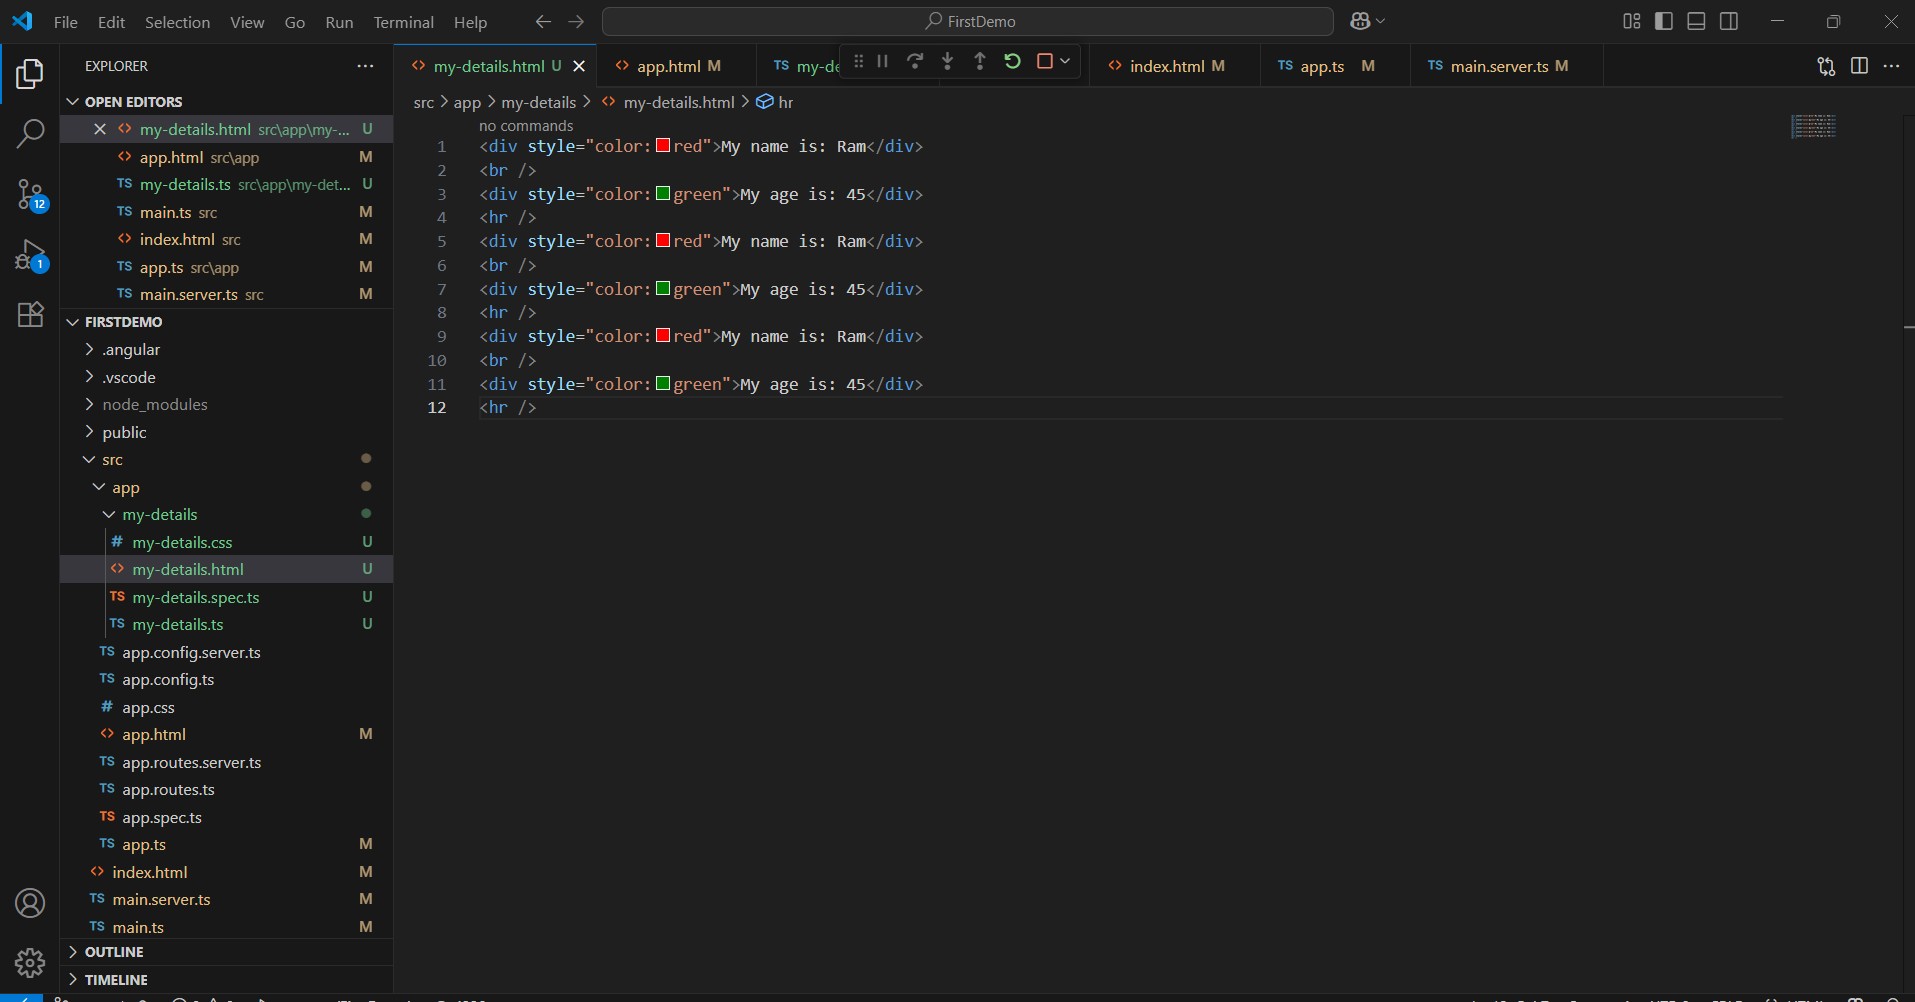 File Edit Selection View Go Run Terminal Help
FirstDemo
EXPLORER
OPEN EDITORS
my-details.html src\app\my-... U
app.html src\app M
TS my-details.ts src\app\my-det... U
TS main.ts src M
index.html src M
TS app.ts src\app M
TS main.server.ts src M
FIRSTDEMO
.angular
.vscode
node_modules
public
src
app
my-details
# my-details.css U
my-details.html U
TS my-details.spec.ts U
TS my-details.ts U
TS app.config.server.ts
TS app.config.ts
# app.css
app.html M
TS app.routes.server.ts
TS app.routes.ts
TS app.spec.ts
TS app.ts M
index.html M
TS main.server.ts M
TS main.ts M
OUTLINE
TIMELINE
12
1
my-details.html U
app.html M
TS my-de
index.html M
TS app.ts M
TS main.server.ts M
src > app > my-details > <> my-details.html > hr
no commands
1 <div style="color:red">My name is: Ram</div>
2 <br />
3 <div style="color:green">My age is: 45</div>
4 <hr />
5 <div style="color:red">My name is: Ram</div>
6 <br />
7 <div style="color:green">My age is: 45</div>
8 <hr />
9 <div style="color:red">My name is: Ram</div>
10 <br />
11 <div style="color:green">My age is: 45</div>
12 <hr />